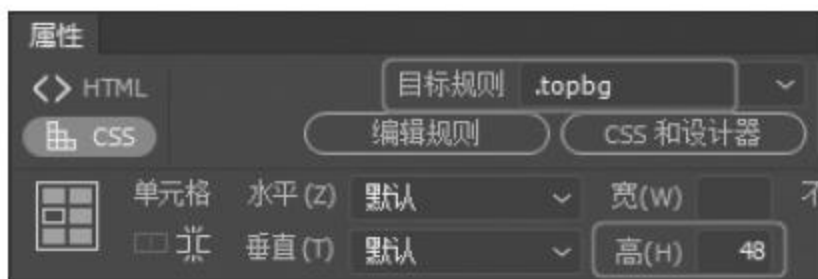 属性
<> HTML 目标规则 .topbg
CSS 编辑规则 CSS 和设计器
单元格 水平(Z) 默认 宽(W) 不
垂直(T) 默认 高(H) 48